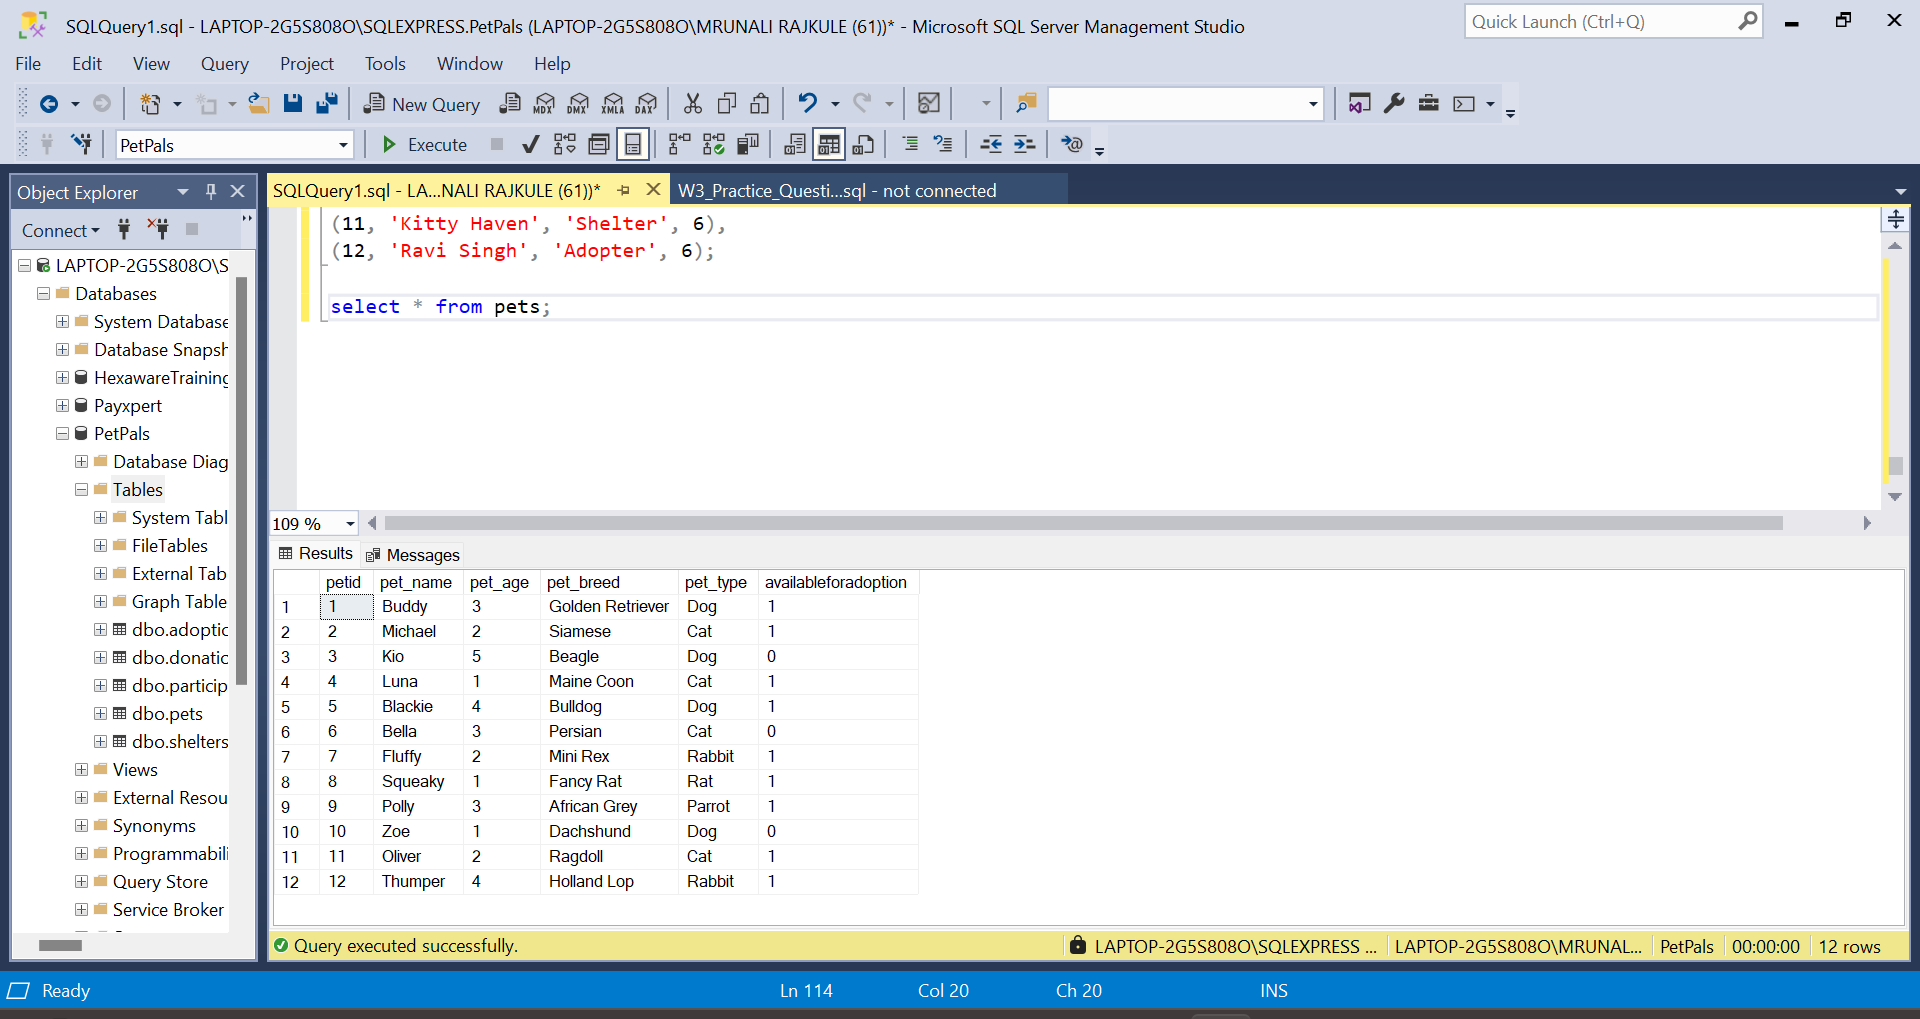 SQLQuery1.sql - LAPTOP-2G5S808O\SQLEXPRESS.PetPals (LAPTOP-2G5S808O\MRUNALI RAJKULE (61))* - Microsoft SQL Server Management Studio
Quick Launch (Ctrl+Q)
File Edit View Query Project Tools Window Help
New Query MDX DMX XMLA DAX
PetPals Execute
Object Explorer
Connect
LAPTOP-2G5S808O\S
Databases
System Database
Database Snapsh
HexawareTraining
Payxpert
PetPals
Database Diag
Tables
System Tabl
FileTables
External Tab
Graph Table
dbo.adoptic
dbo.donatic
dbo.particip
dbo.pets
dbo.shelters
Views
External Resou
Synonyms
Programmabili
Query Store
Service Broker
SQLQuery1.sql - LA...NALI RAJKULE (61))* W3_Practice_Questi...sql - not connected
(11, 'Kitty Haven', 'Shelter', 6),
(12, 'Ravi Singh', 'Adopter', 6);
select * from pets;
109 %
Results Messages
petid pet_name pet_age pet_breed pet_type availableforadoption
1 1 Buddy 3 Golden Retriever Dog 1
2 2 Michael 2 Siamese Cat 1
3 3 Kio 5 Beagle Dog 0
4 4 Luna 1 Maine Coon Cat 1
5 5 Blackie 4 Bulldog Dog 1
6 6 Bella 3 Persian Cat 0
7 7 Fluffy 2 Mini Rex Rabbit 1
8 8 Squeaky 1 Fancy Rat Rat 1
9 9 Polly 3 African Grey Parrot 1
10 10 Zoe 1 Dachshund Dog 0
11 11 Oliver 2 Ragdoll Cat 1
12 12 Thumper 4 Holland Lop Rabbit 1
Query executed successfully. LAPTOP-2G5S808O\SQLEXPRESS ... LAPTOP-2G5S808O\MRUNAL... PetPals 00:00:00 12 rows
Ready Ln 114 Col 20 Ch 20 INS